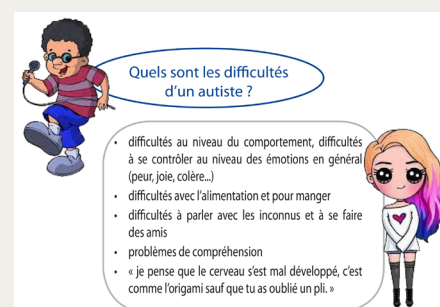 Quels sont les difficultés
d'un autiste ?
• difficultés au niveau du comportement, difficultés
à se contrôler au niveau des émotions en général
(peur, joie, colère...)
• difficultés avec l'alimentation et pour manger
• difficultés à parler avec les inconnus et à se faire
des amis
• problèmes de compréhension
• « je pense que le cerveau s'est mal développé, c'est
comme l'origami sauf que tu as oublié un pli. »